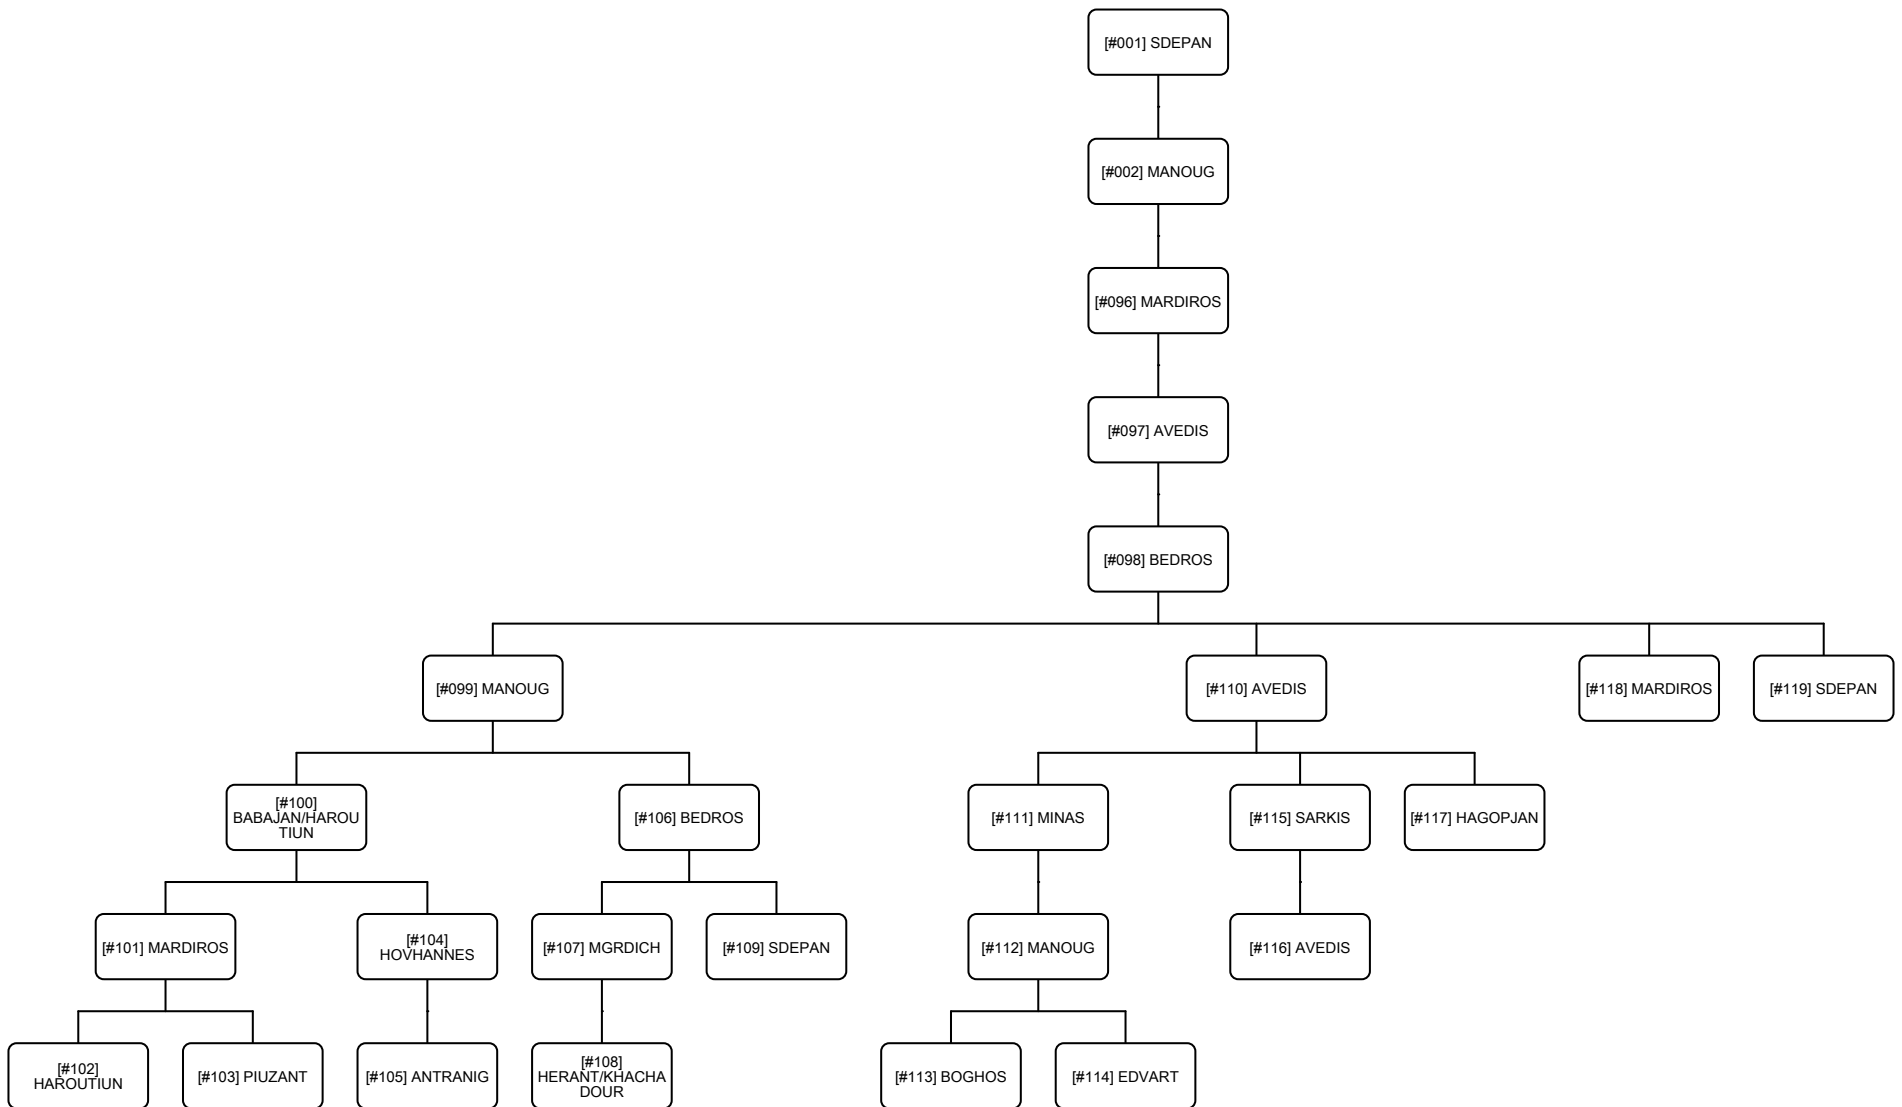 [#001] SDEPAN
[#002] MANOUG
[#096] MARDIROS
[#097] AVEDIS
[#098] BEDROS
[#099] MANOUG
[#110] AVEDIS
[#118] MARDIROS
[#119] SDEPAN
[#100]
BABAJAN/HAROU
TIUN
[#106] BEDROS
[#111] MINAS
[#115] SARKIS
[#117] HAGOPJAN
[#101] MARDIROS
[#104]
HOVHANNES
[#107] MGRDICH
[#109] SDEPAN
[#112] MANOUG
[#116] AVEDIS
[#102]
HAROUTIUN
[#103] PIUZANT
[#105] ANTRANIG
[#108]
HERANT/KHACHA
DOUR
[#113] BOGHOS
[#114] EDVART